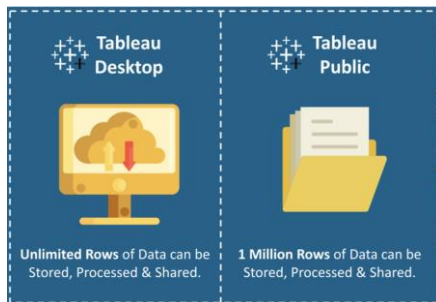 Tableau
Desktop
Unlimited Rows of Data can be
Stored, Processed & Shared.
Tableau
Public
1 Million Rows of Data can be
Stored, Processed & Shared.